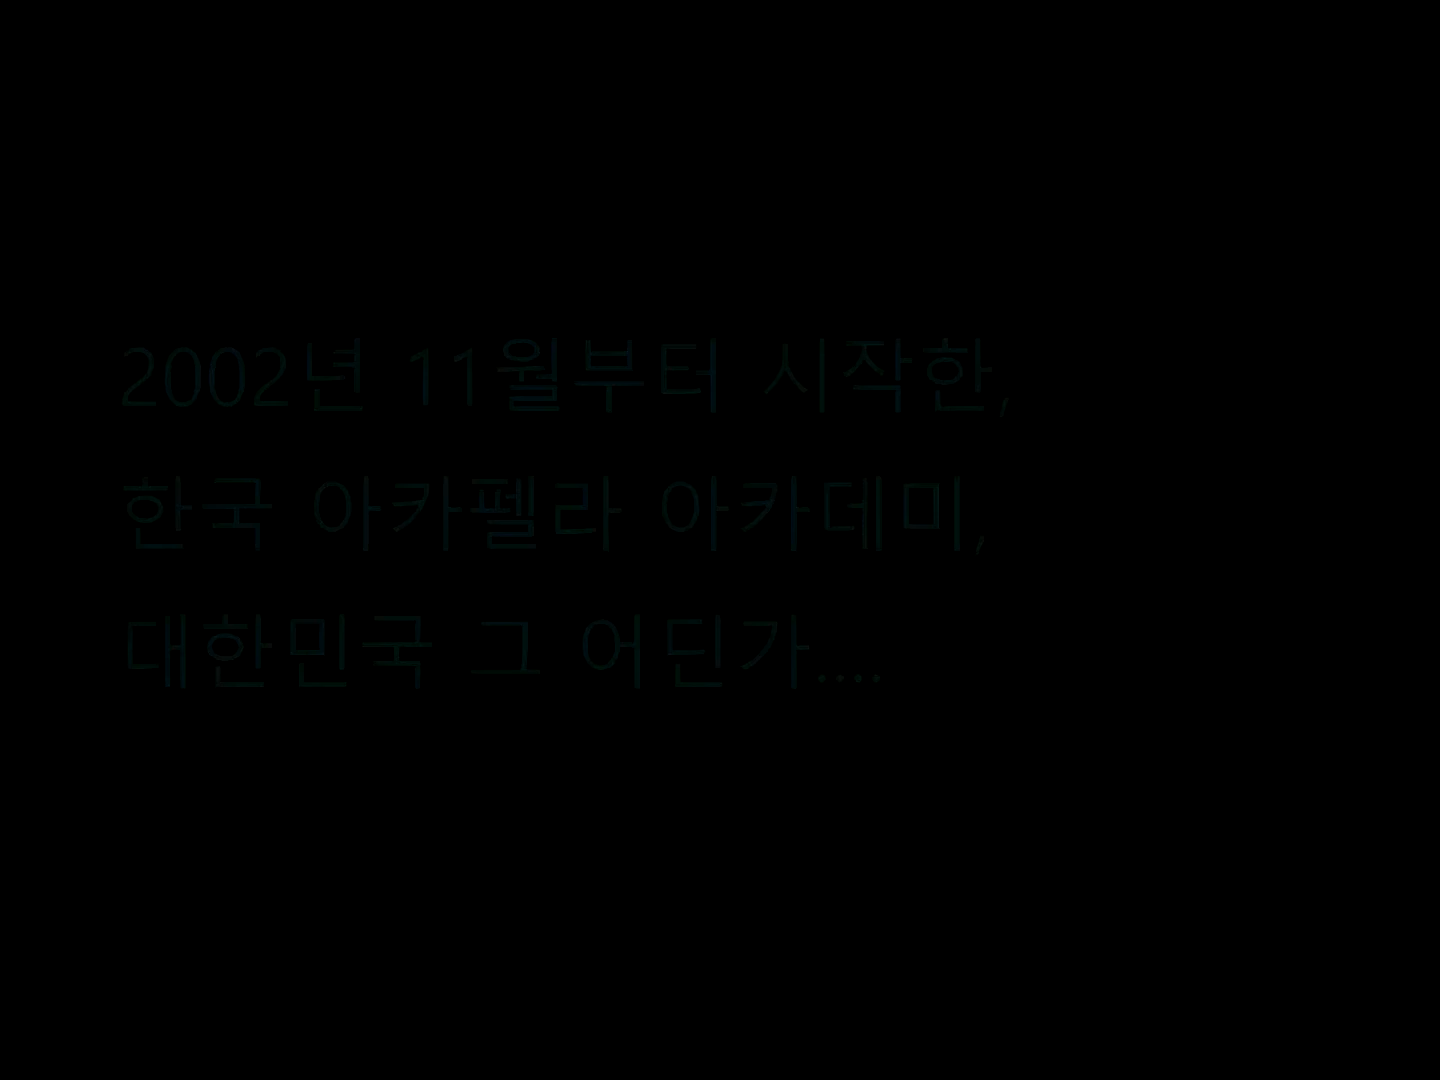 2002년 11월부터 시작한,
한국 아카펠라 아카데미,
대한민국 그 어딘가....